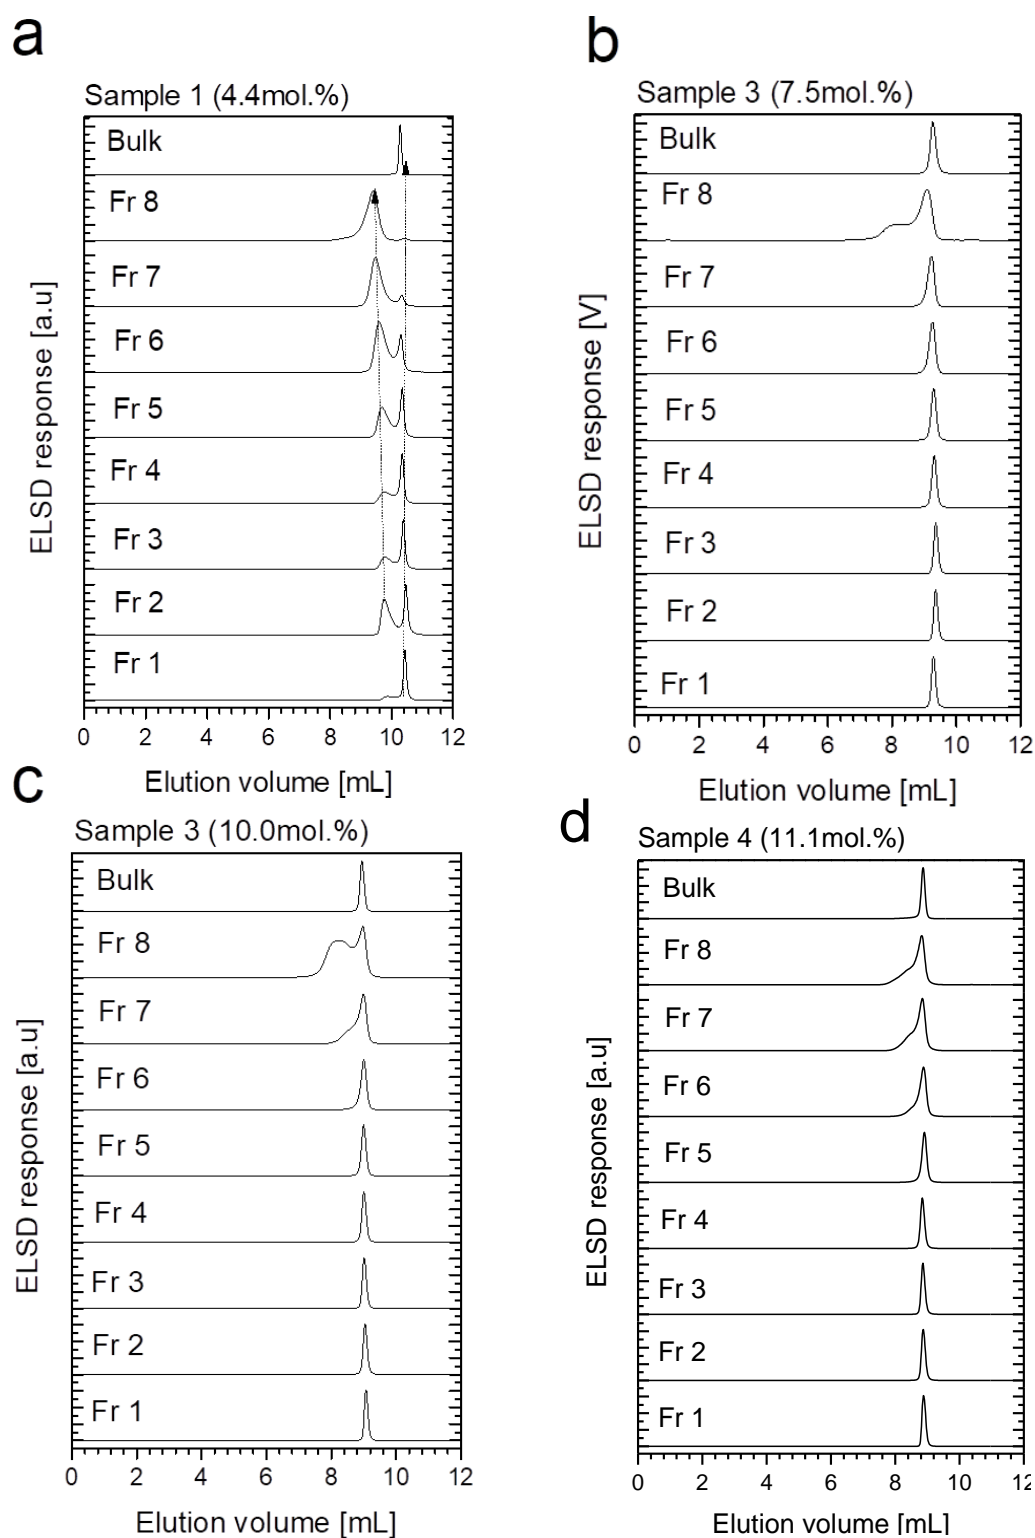 a
Sample 1 (4.4mol.%)
Bulk
Fr 8
Fr 7
Fr 6
Fr 5
Fr 4
Fr 3
Fr 2
Fr 1
ELSD response [a.u]
0 2 4 6 8 10 12
Elution volume [mL]
b
Sample 3 (7.5mol.%)
Bulk
Fr 8
Fr 7
Fr 6
Fr 5
Fr 4
Fr 3
Fr 2
Fr 1
ELSD response [V]
0 2 4 6 8 10 12
Elution volume [mL]
c
Sample 3 (10.0mol.%)
Bulk
Fr 8
Fr 7
Fr 6
Fr 5
Fr 4
Fr 3
Fr 2
Fr 1
ELSD response [a.u]
0 2 4 6 8 10 12
Elution volume [mL]
d
Sample 4 (11.1mol.%)
Bulk
Fr 8
Fr 7
Fr 6
Fr 5
Fr 4
Fr 3
Fr 2
Fr 1
ELSD response [a.u]
0 2 4 6 8 10 12
Elution volume [mL]